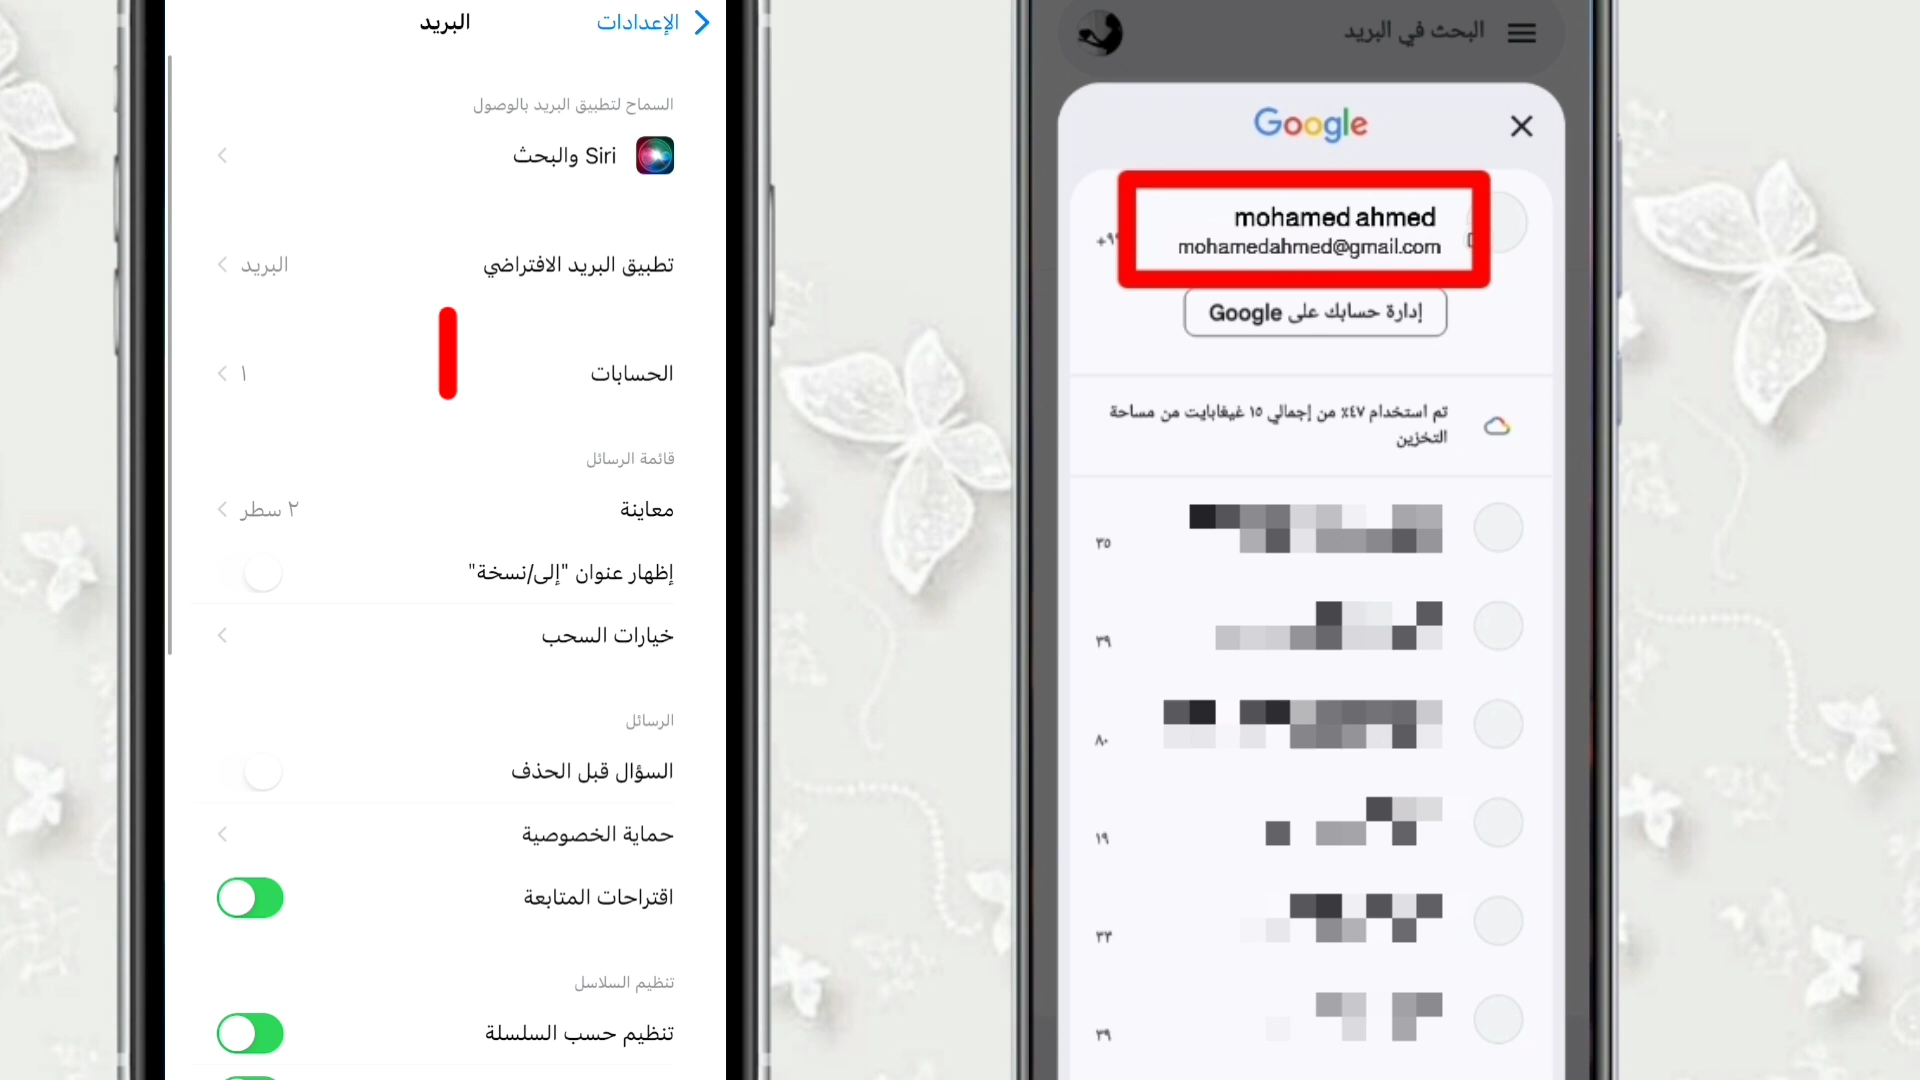 الإعدادات
البريد
السماح لتطبيق البريد بالوصول
Siri والبحث
تطبيق البريد الافتراضي
البريد
الحسابات
١
قائمة الرسائل
معاينة
٢ سطر
إظهار عنوان "إلى/نسخة"
خيارات السحب
الرسائل
السؤال قبل الحذف
حماية الخصوصية
اقتراحات المتابعة
تنظيم السلاسل
تنظيم حسب السلسلة
البحث في البريد
Google
mohamed ahmed
mohamedahmed@gmail.com
إدارة حسابك على Google
تم استخدام ٤٧٪ من إجمالي ١٥ غيغابايت من مساحة
التخزين
٣٥
٣٩
٨٠
١٩
٣٣
٣٩